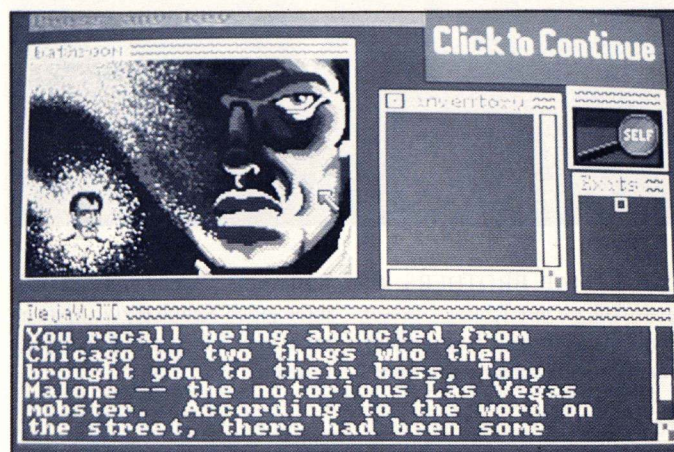 Click to Continue
bathroom
inventory
SELF
Exits
DejaVuII
You recall being abducted from
Chicago by two thugs who then
brought you to their boss, Tony
Malone -- the notorious Las Vegas
mobster. According to the word on
the street, there had been some